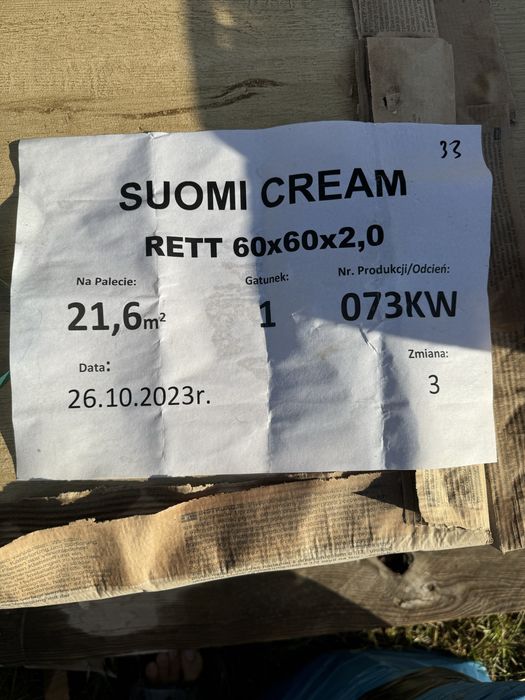 33
SUOMI CREAM
RETT 60x60x2,0
Na Palecie: Gatunek: Nr. Produkcji/Odcień:
21,6m² 1 073KW
Data: Zmiana:
26.10.2023r. 3